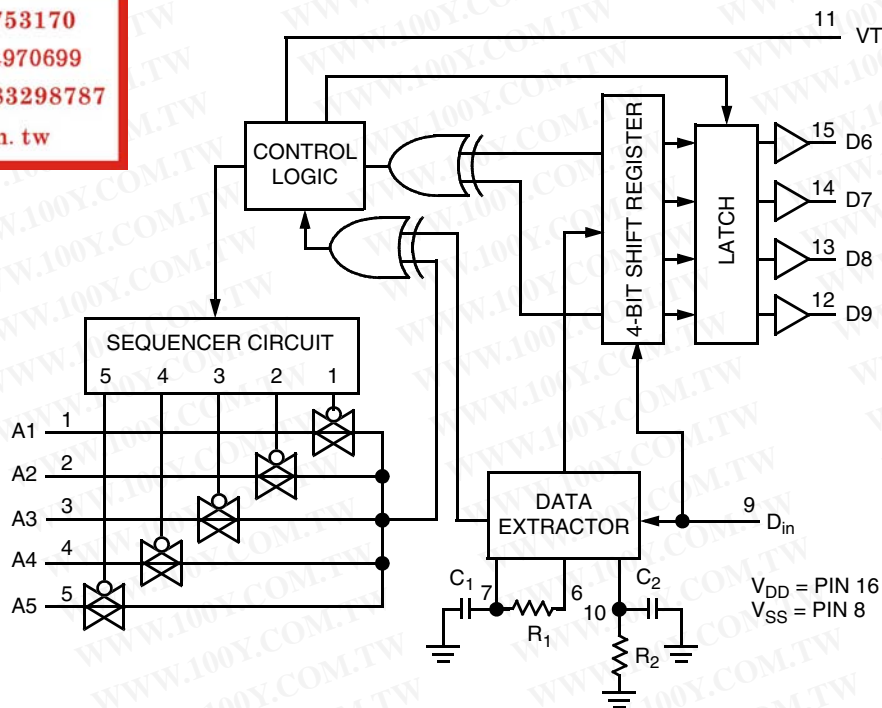 753170
4970699
33298787
n. tw
WWW.100Y.COM.TW
11 VT
CONTROL
LOGIC
4-BIT SHIFT REGISTER
LATCH
15 D6
14 D7
13 D8
12 D9
SEQUENCER CIRCUIT
5 4 3 2 1
A1 1
A2 2
A3 3
A4 4
A5 5
DATA
EXTRACTOR
9 Din
C1 7 6 C2
R1 10
R2
VDD = PIN 16
VSS = PIN 8